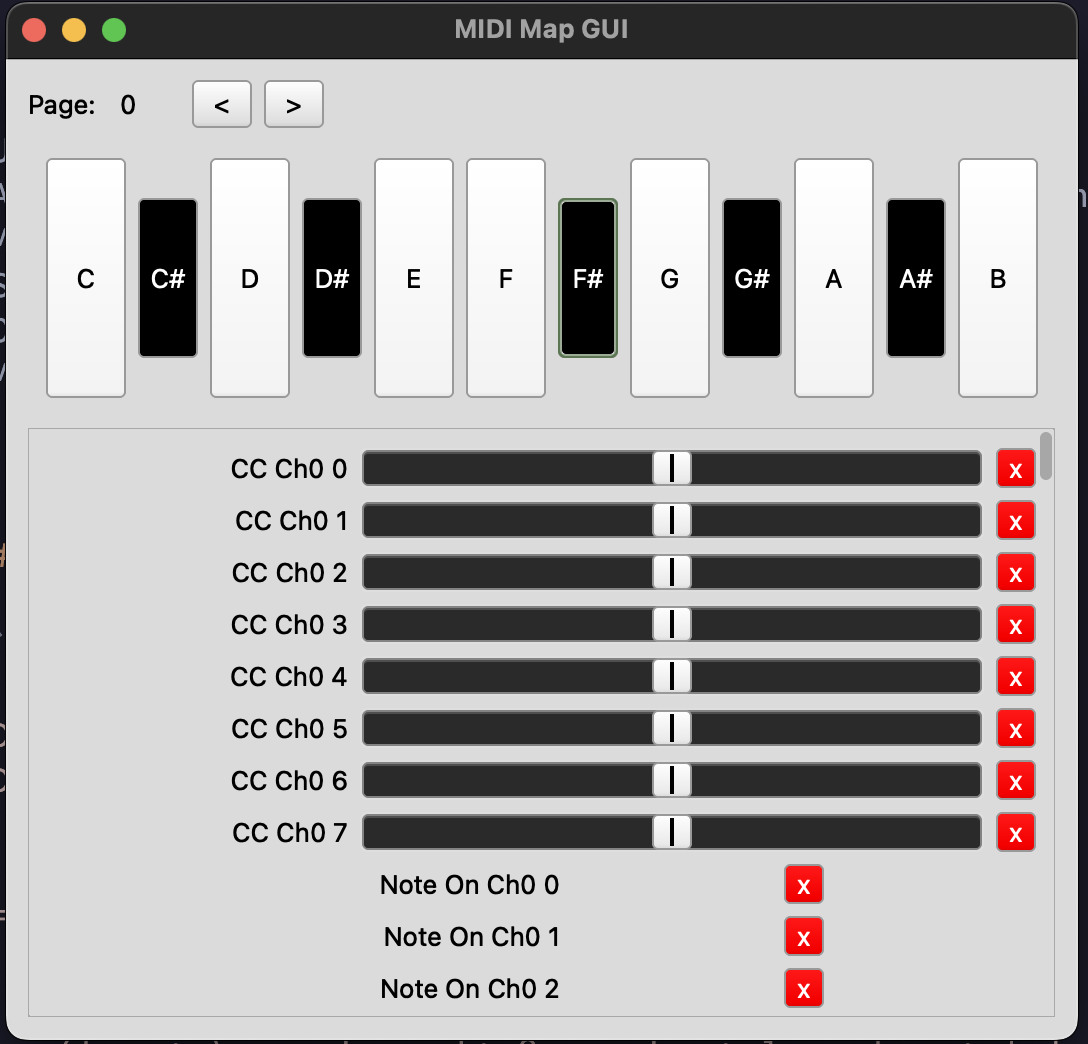 MIDI Map GUI
Page: 0 < >
C C# D D# E F F# G G# A A# B
CC Ch0 0 x
CC Ch0 1 x
CC Ch0 2 x
CC Ch0 3 x
CC Ch0 4 x
CC Ch0 5 x
CC Ch0 6 x
CC Ch0 7 x
Note On Ch0 0 x
Note On Ch0 1 x
Note On Ch0 2 x